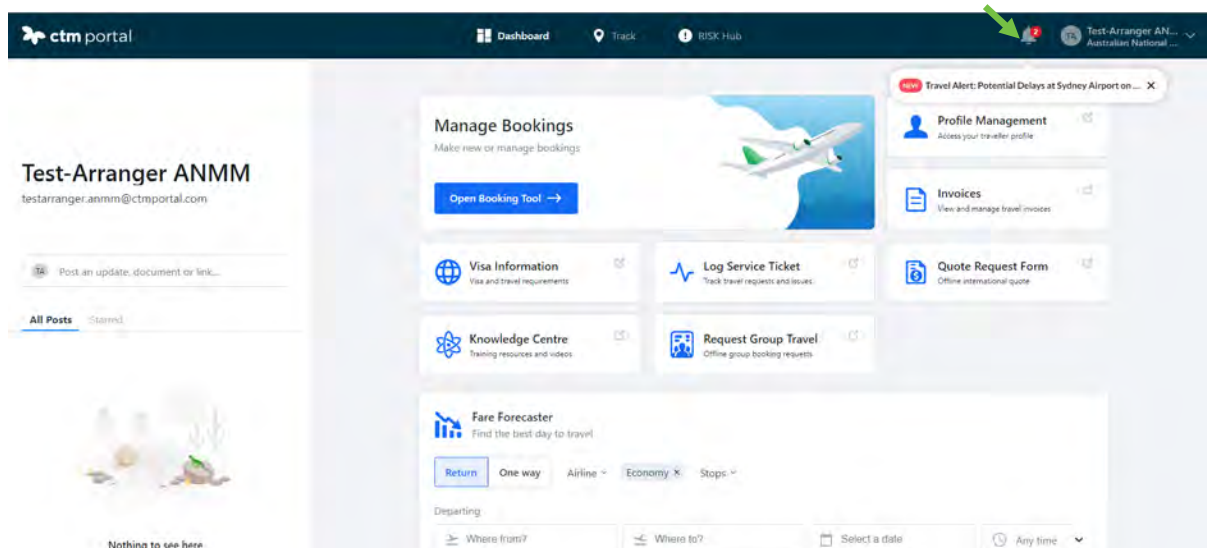 ctm portal
Dashboard
Track
RISK Hub
2
TA
Test-Arranger AN...
Australian National ...
NEW Travel Alert: Potential Delays at Sydney Airport on ... X
Test-Arranger ANMM
testarranger.anmm@ctmportal.com
TA Post an update, document or link...
All Posts Starred
Nothing to see here
Manage Bookings
Make new or manage bookings
Open Booking Tool →
Profile Management
Access your traveller profile
Invoices
View and manage travel invoices
Visa Information
Visa and travel requirements
Log Service Ticket
Track travel requests and issues
Quote Request Form
Offline international quote
Knowledge Centre
Training resources and videos
Request Group Travel
Offline group booking requests
Fare Forecaster
Find the best day to travel
Return One way Airline Economy × Stops
Departing
Where from? Where to? Select a date Any time